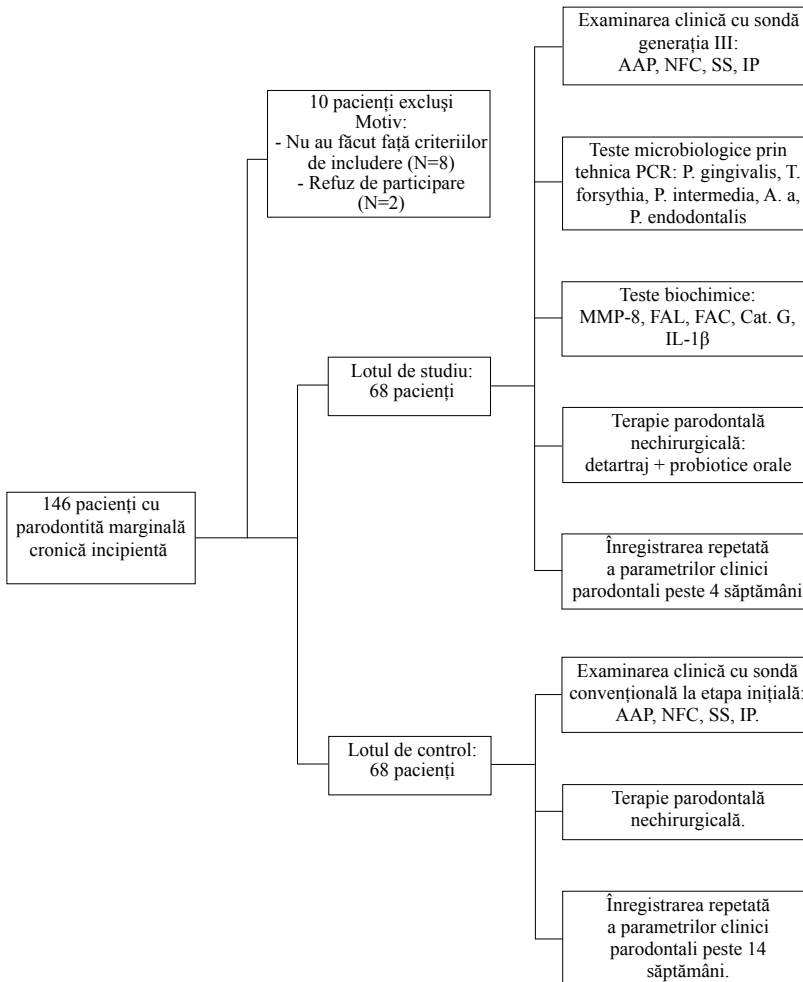 146 pacienți cu
parodontită marginală
cronică incipientă
10 pacienți excluși
Motiv:
- Nu au făcut față criteriilor
de includere (N=8)
- Refuz de participare
(N=2)
Lotul de studiu:
68 pacienți
Examinarea clinică cu sondă
generația III:
AAP, NFC, SS, IP
Teste microbiologice prin
tehnica PCR: P. gingivalis, T.
forsythia, P. intermedia, A. a,
P. endodontalis
Teste biochimice:
MMP-8, FAL, FAC, Cat. G,
IL-1β
Terapie parodontală
nechirurgicală:
detartraj + probiotice orale
Înregistrarea repetată
a parametrilor clinici
parodontali peste 4 săptămâni
Lotul de control:
68 pacienți
Examinarea clinică cu sondă
convențională la etapa inițială:
AAP, NFC, SS, IP.
Terapie parodontală
nechirurgicală.
Înregistrarea repetată
a parametrilor clinici
parodontali peste 14
săptămâni.